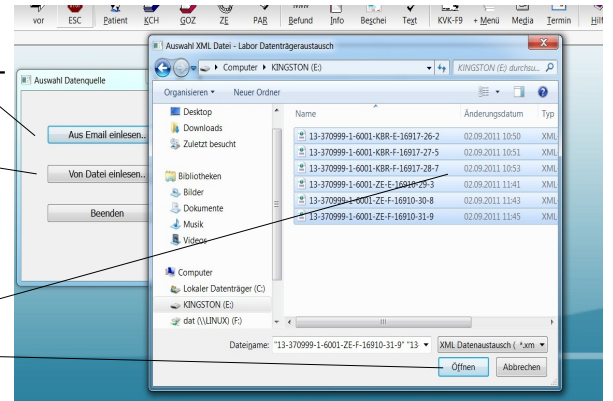 vor ESC Patient KCH GOZ ZE PAR Befund Info Beschei Text KVK-F9 + Menü Media Termin Hilf
Auswahl XML Datei - Labor Datenträgeraustausch
Computer KINGSTON (E:) KINGSTON (E:) durchsu...
Auswahl Datenquelle
Organisieren Neuer Ordner
Desktop
Downloads
Zuletzt besucht
Bibliotheken
Bilder
Dokumente
Musik
Videos
Computer
Lokaler Datenträger (C:)
KINGSTON (E:)
dat (\\LINUX) (F:)
Name Änderungsdatum Typ
13-370999-1-6001-KBR-E-16917-26-2 02.09.2011 10:50 XML
13-370999-1-6001-KBR-F-16917-27-5 02.09.2011 10:51 XML
13-370999-1-6001-KBR-F-16917-28-7 02.09.2011 10:53 XML
13-370999-1-6001-ZE-E-16910-29-3 02.09.2011 11:41 XML
13-370999-1-6001-ZE-F-16910-30-8 02.09.2011 11:43 XML
13-370999-1-6001-ZE-F-16910-31-9 02.09.2011 11:45 XML
Aus Email einlesen..
Von Datei einlesen..
Beenden
Dateiname: "13-370999-1-6001-ZE-F-16910-31-9" "13- XML Datenaustausch ( *.xm
Öffnen Abbrechen